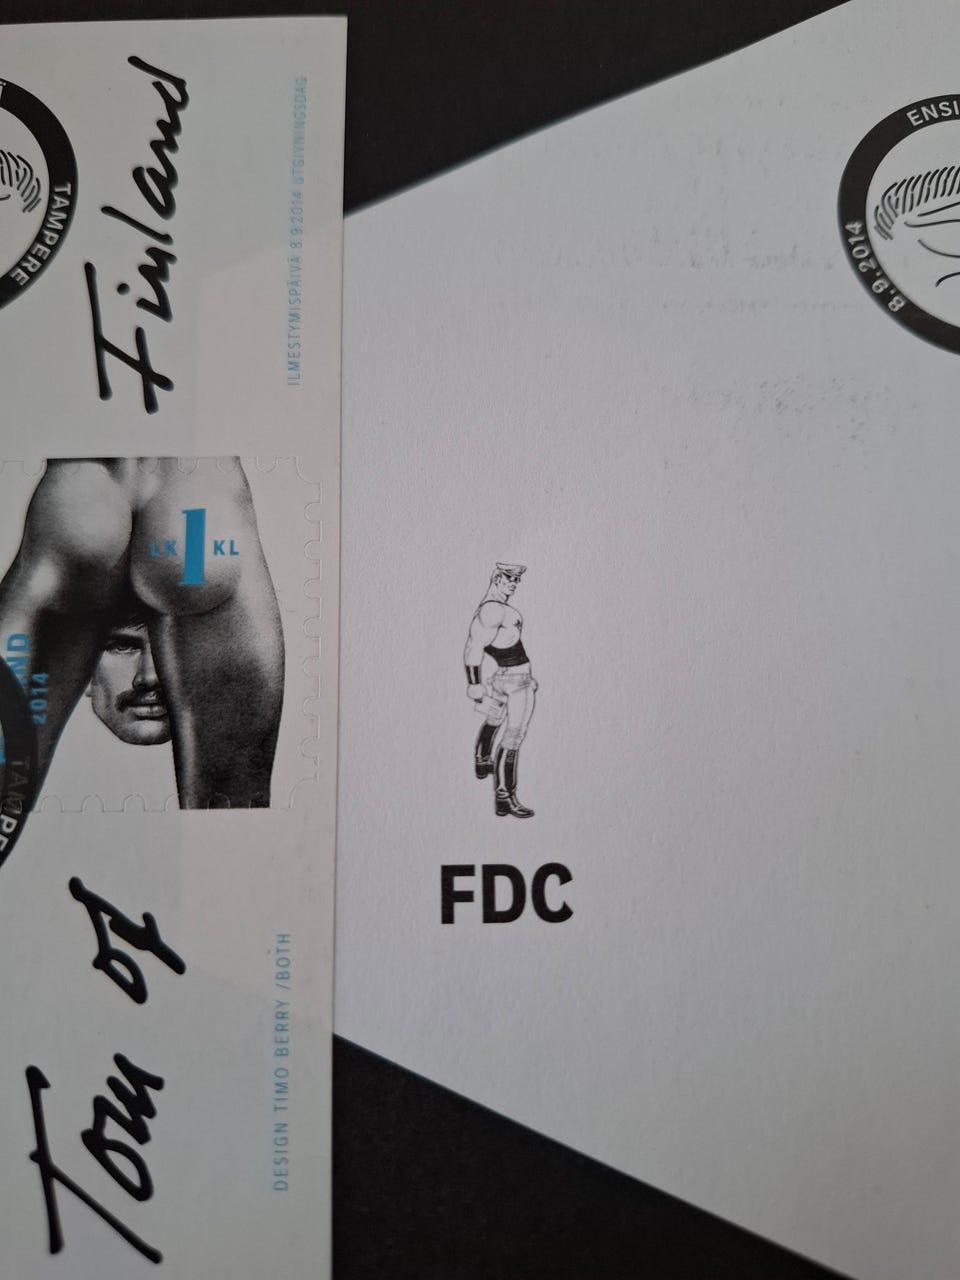 Tom of Finland
ILMESTYMISPÄIVÄ 8.9.2014 UTGIVNINGSDAG
DESIGN TIMO BERRY /BOTH
LK 1 KL
2014
TAMPERE
FDC
ENSI
8.9.2014